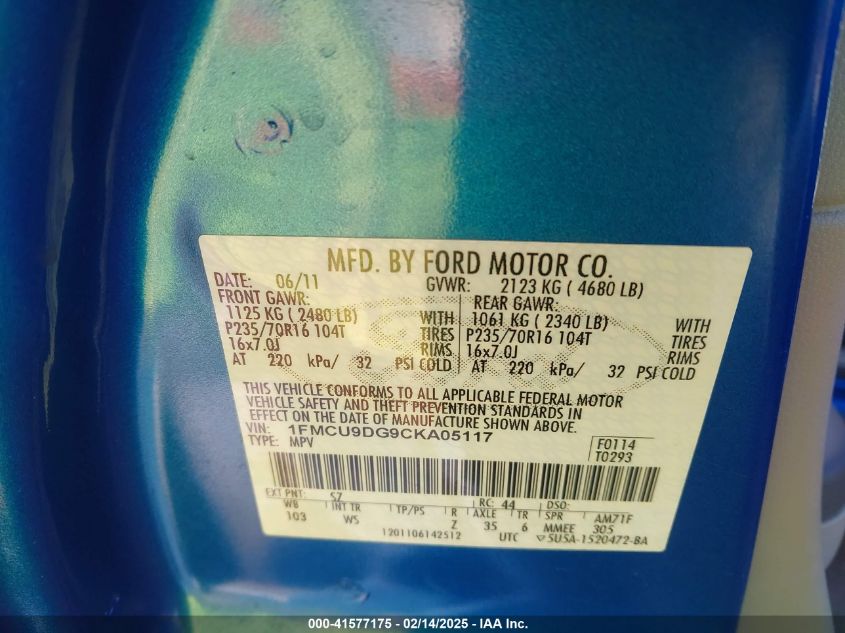 MFD. BY FORD MOTOR CO.
DATE: 06/11 GVWR: 2123 KG ( 4680 LB)
FRONT GAWR: REAR GAWR:
1125 KG ( 2480 LB) WITH 1061 KG ( 2340 LB) WITH
P235/70R16 104T TIRES P235/70R16 104T TIRES
16x7.0J RIMS 16x7.0J RIMS
AT 220 kPa/ 32 PSI COLD AT 220 kPa/ 32 PSI COLD
THIS VEHICLE CONFORMS TO ALL APPLICABLE FEDERAL MOTOR
VEHICLE SAFETY AND THEFT PREVENTION STANDARDS IN
EFFECT ON THE DATE OF MANUFACTURE SHOWN ABOVE.
VIN: 1FMCU9DG9CKA05117 F0114
TYPE: MPV T0293
EXT PNT: SZ RC: 44 DSO:
WB INT TR TP/PS R AXLE TR SPR AM71F
103 WS Z 35 6 MMEE 305
1201106142512 UTC ▽5U5A-1520472-BA
000-41577175 - 02/14/2025 - IAA Inc.